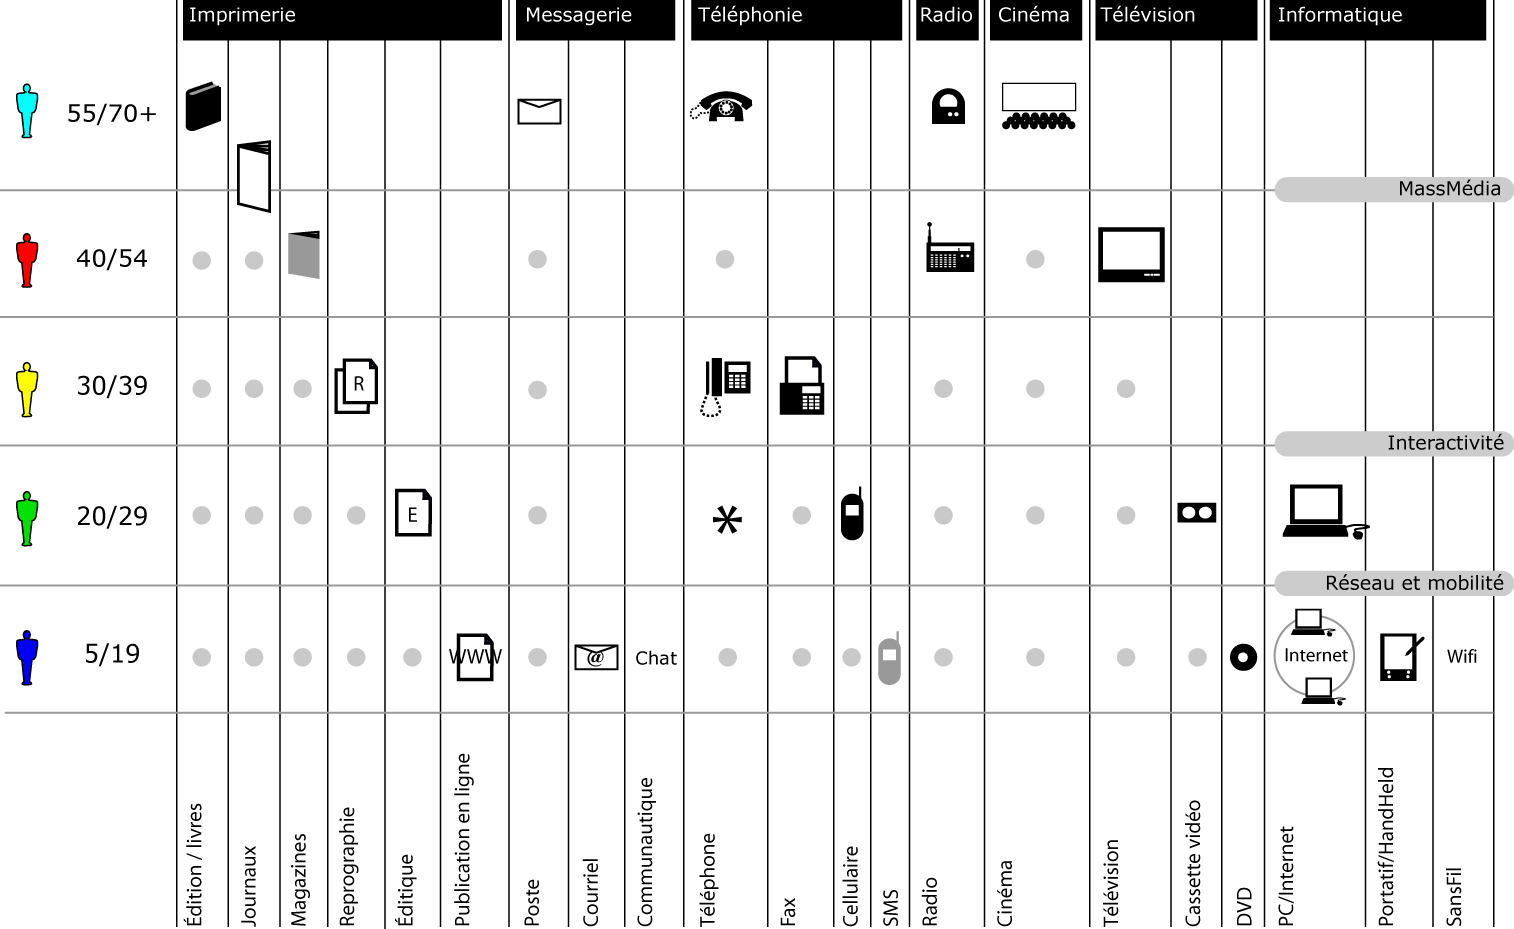 Imprimerie
Messagerie
Téléphonie
Radio
Cinéma
Télévision
Informatique
55/70+
MassMédia
40/54
30/39
R
Interactivité
20/29
E
*
Réseau et mobilité
5/19
WWW
@
Chat
Internet
Wifi
Édition / livres
Journaux
Magazines
Reprographie
Éditique
Publication en ligne
Poste
Courriel
Communautique
Téléphone
Fax
Cellulaire
SMS
Radio
Cinéma
Télévision
Cassette vidéo
DVD
PC/Internet
Portatif/HandHeld
SansFil